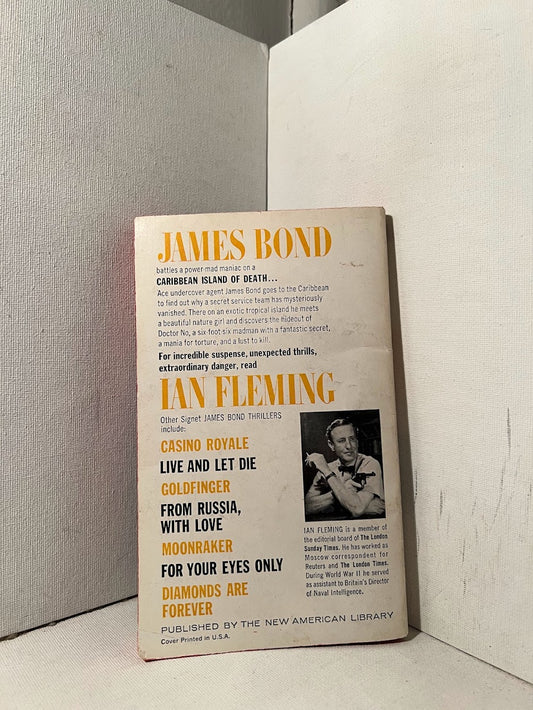 JAMES BOND
battles a power-mad maniac on a
CARIBBEAN ISLAND OF DEATH...
Ace undercover agent James Bond goes to the Caribbean
to find out why a secret service team has mysteriously
vanished. There on an exotic tropical island he meets
a beautiful nature girl and discovers the hideout of
Doctor No, a six-foot-six madman with a fantastic secret,
a mania for torture, and a lust to kill.
For incredible suspense, unexpected thrills,
extraordinary danger, read
IAN FLEMING
Other Signet JAMES BOND THRILLERS
include:
CASINO ROYALE
LIVE AND LET DIE
GOLDFINGER
FROM RUSSIA,
WITH LOVE
MOONRAKER
FOR YOUR EYES ONLY
DIAMONDS ARE
FOREVER
IAN FLEMING is a member of
the editorial board of The London
Sunday Times. He has worked as
Moscow correspondent for
Reuters and The London Times.
During World War II he served
as assistant to Britain's Director
of Naval Intelligence.
PUBLISHED BY THE NEW AMERICAN LIBRARY
Cover Printed in U.S.A.